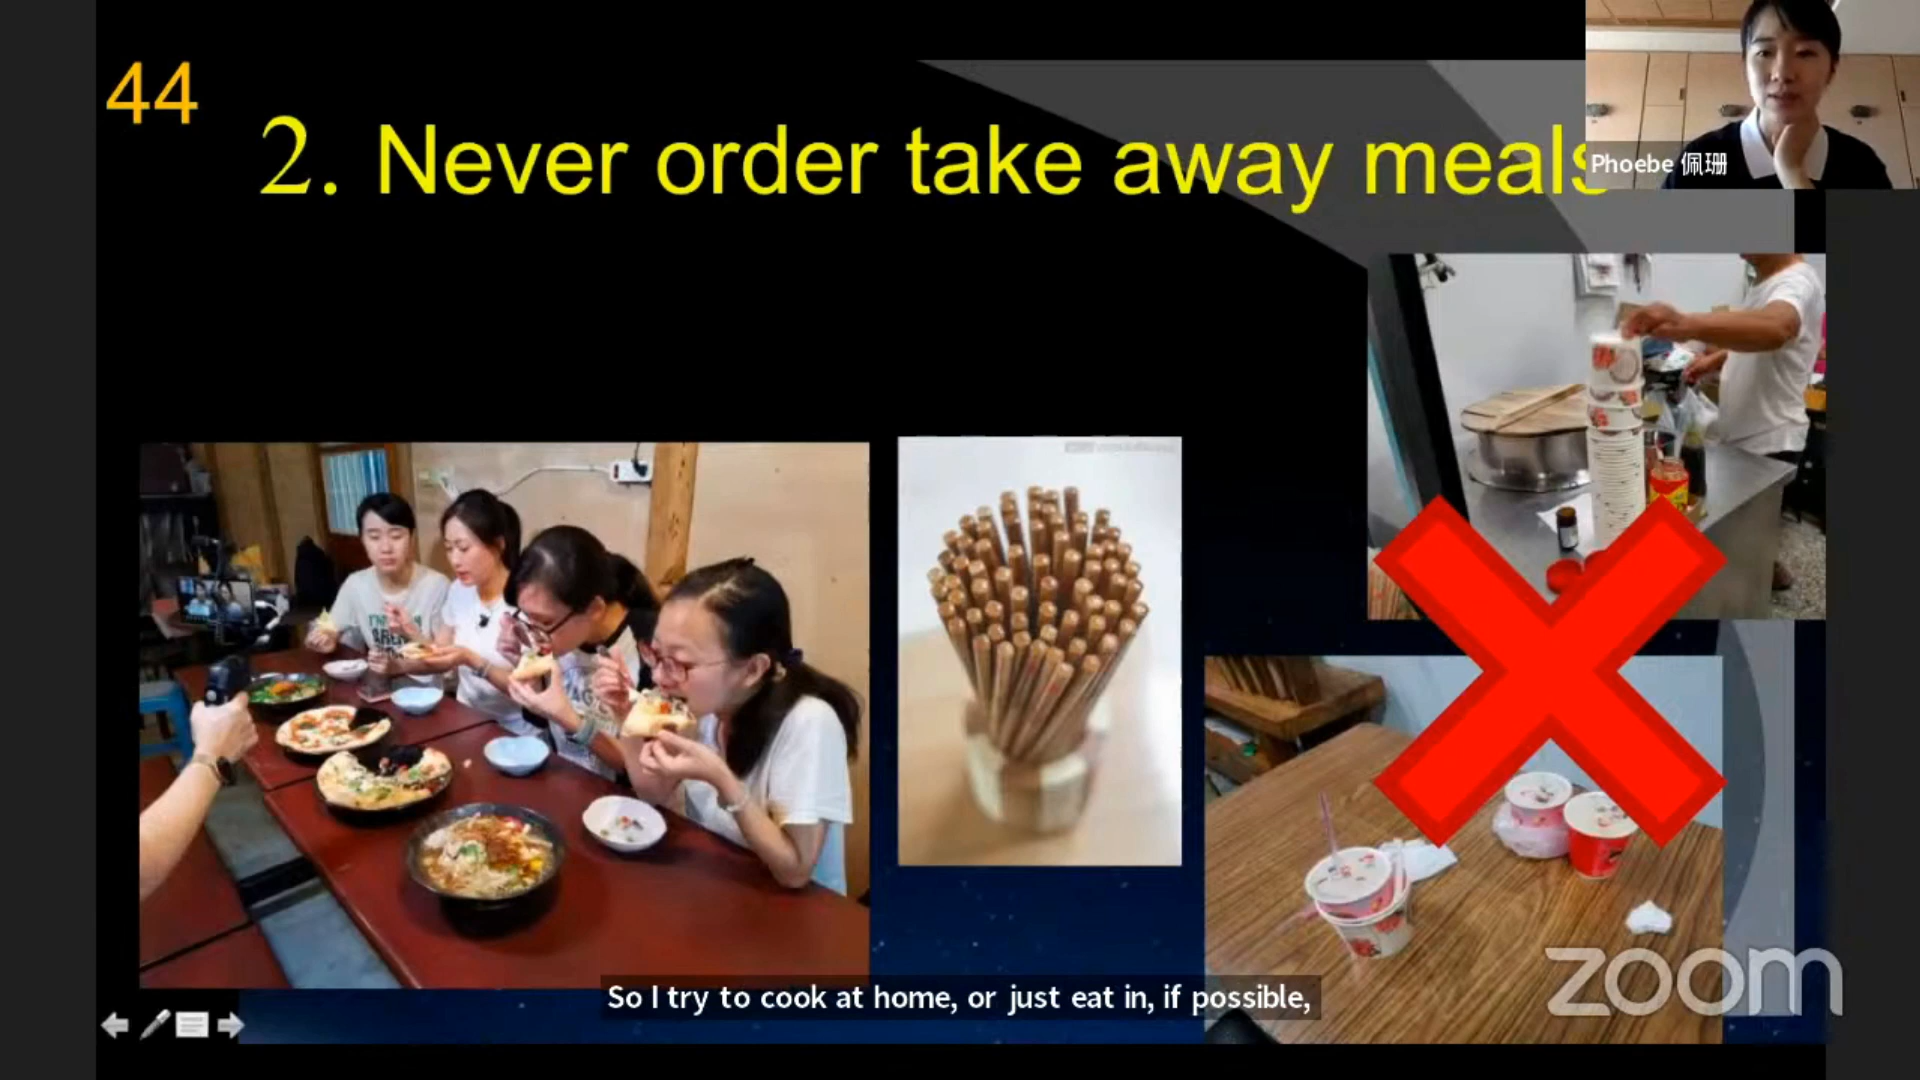 44
2. Never order take away meals
Phoebe 佩珊
So I try to cook at home, or just eat in, if possible,
zoom